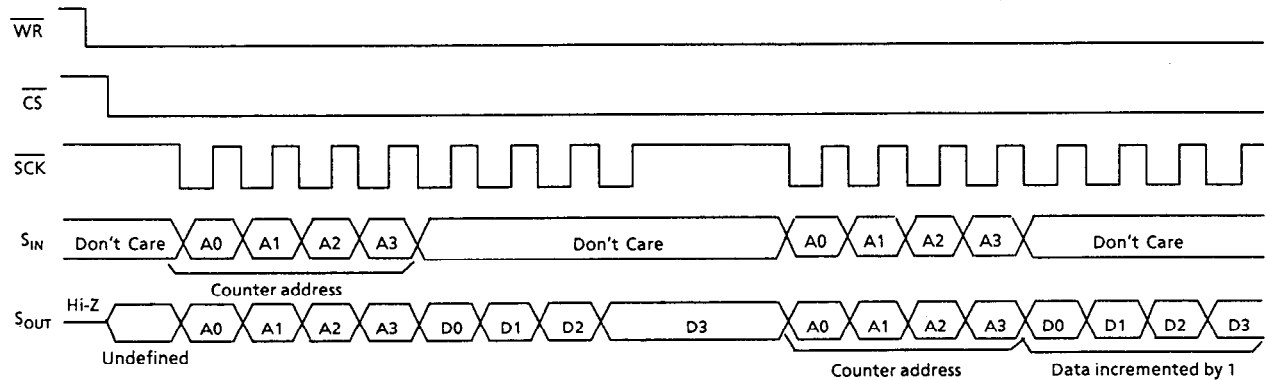 WR
CS
SCK
SIN Don't Care A0 A1 A2 A3 Don't Care A0 A1 A2 A3 Don't Care
Counter address
SOUT Hi-Z A0 A1 A2 A3 D0 D1 D2 D3 A0 A1 A2 A3 D0 D1 D2 D3
Undefined
Counter address Data incremented by 1